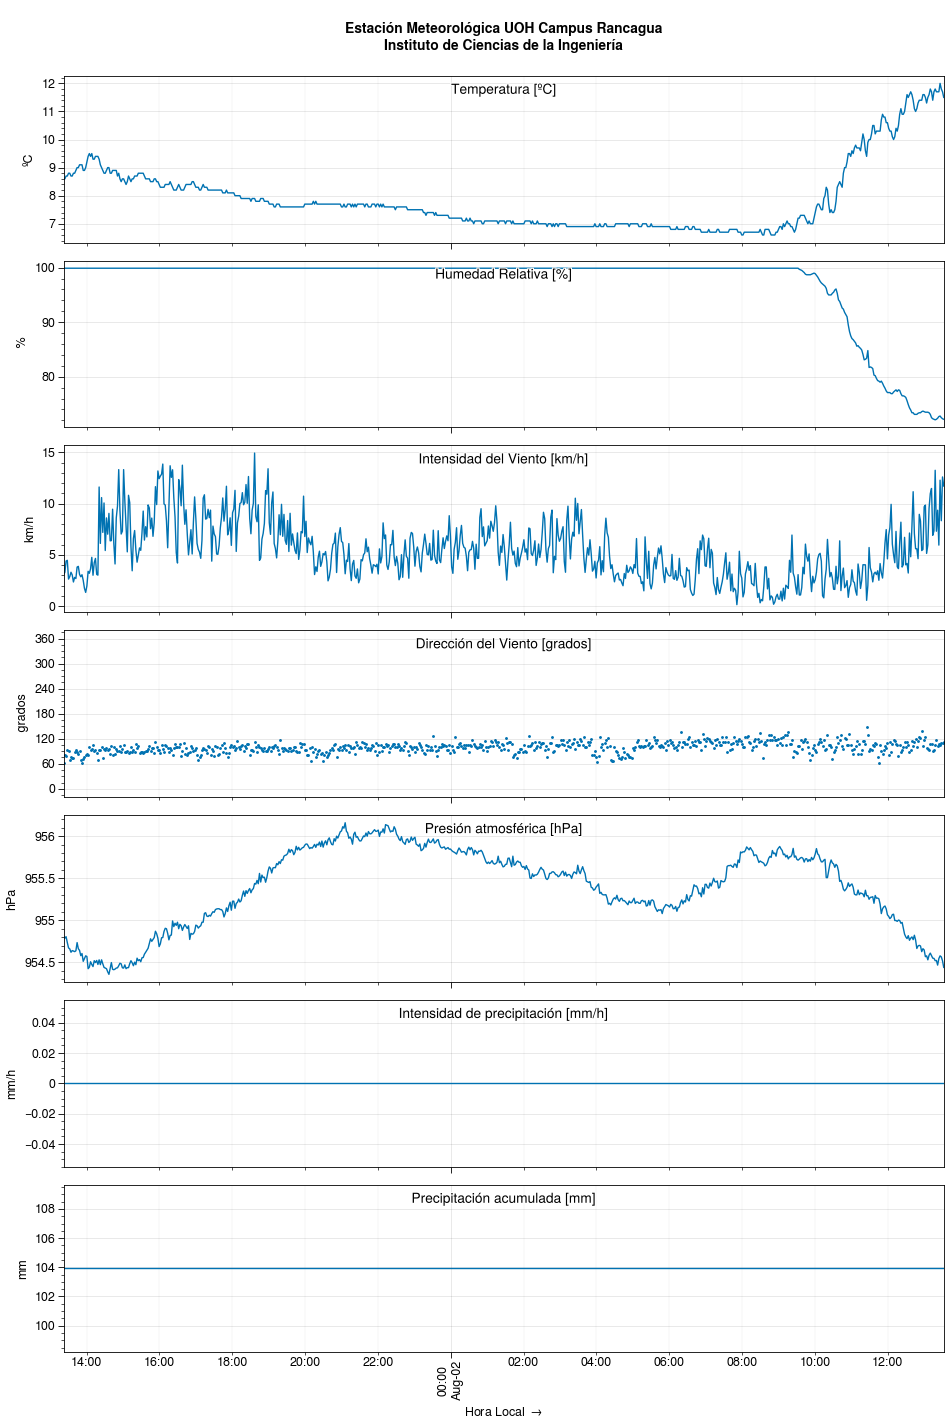 Estación Meteorológica UOH Campus Rancagua
Instituto de Ciencias de la Ingeniería
Temperatura [ºC]
ºC
12
11
10
9
8
7
Humedad Relativa [%]
%
100
90
80
Intensidad del Viento [km/h]
km/h
15
10
5
0
Dirección del Viento [grados]
grados
360
300
240
180
120
60
0
Presión atmosférica [hPa]
hPa
956
955.5
955
954.5
Intensidad de precipitación [mm/h]
mm/h
0.04
0.02
0
−0.02
−0.04
Precipitación acumulada [mm]
mm
108
106
104
102
100
14:00 16:00 18:00 20:00 22:00 00:00 02:00 04:00 06:00 08:00 10:00 12:00
Aug-02
Hora Local →